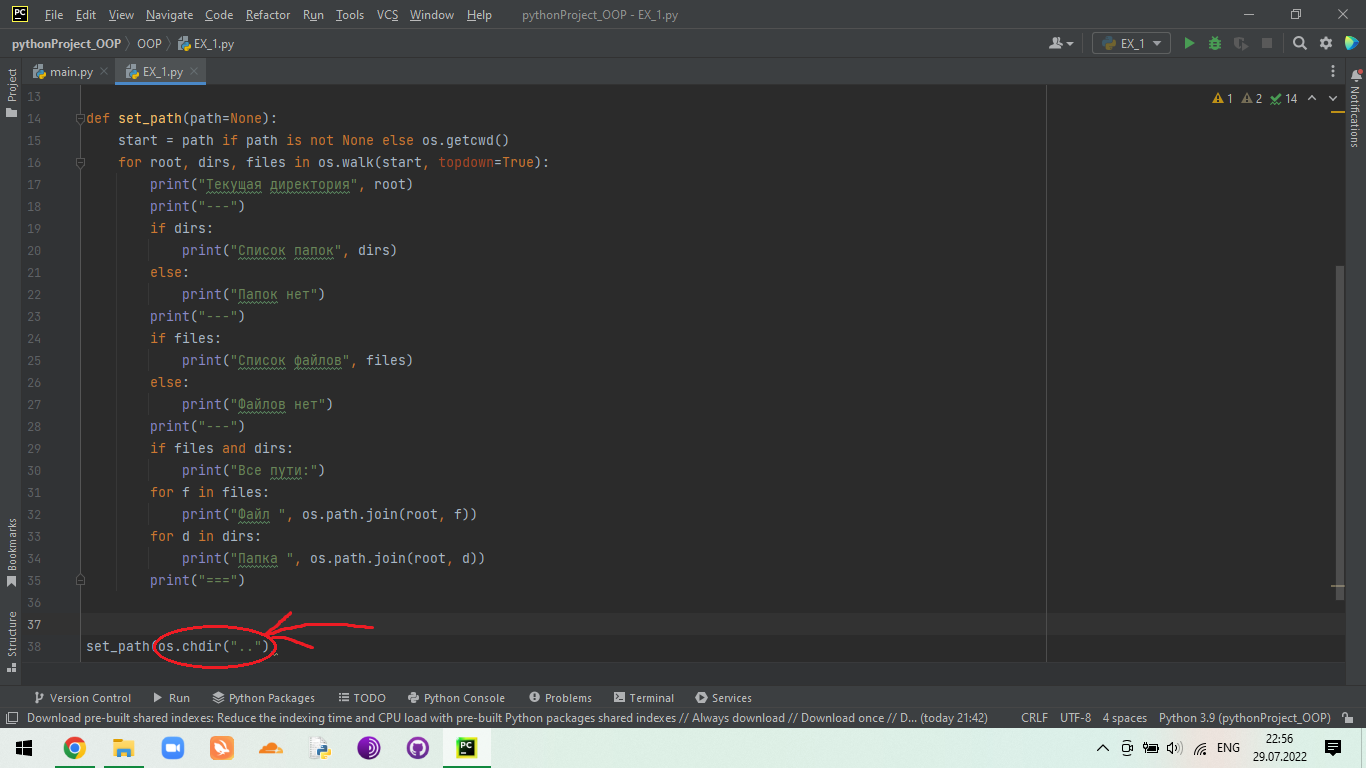 File Edit View Navigate Code Refactor Run Tools VCS Window Help pythonProject_OOP - EX_1.py
pythonProject_OOP OOP EX_1.py EX_1
Project
main.py EX_1.py
Notifications
1 2 14
13
14 def set_path(path=None):
15 start = path if path is not None else os.getcwd()
16 for root, dirs, files in os.walk(start, topdown=True):
17 print("Текущая директория", root)
18 print("---")
19 if dirs:
20 print("Список папок", dirs)
21 else:
22 print("Папок нет")
23 print("---")
24 if files:
25 print("Список файлов", files)
26 else:
27 print("Файлов нет")
28 print("---")
29 if files and dirs:
30 print("Все пути:")
31 for f in files:
32 print("Файл ", os.path.join(root, f))
33 for d in dirs:
34 print("Папка ", os.path.join(root, d))
35 print("===")
36
37
38 set_path(os.chdir("..")
Bookmarks
Structure
Version Control Run Python Packages TODO Python Console Problems Terminal Services
Download pre-built shared indexes: Reduce the indexing time and CPU load with pre-built Python packages shared indexes // Always download // Download once // D... (today 21:42) CRLF UTF-8 4 spaces Python 3.9 (pythonProject_OOP)
zoom PC ENG 22:56
29.07.2022